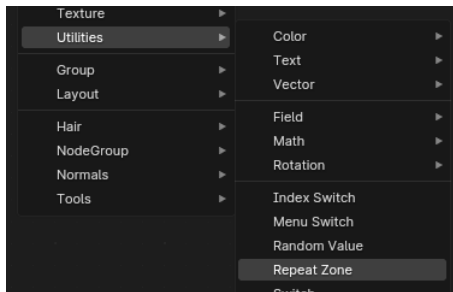 Texture
Utilities
Group
Layout
Hair
NodeGroup
Normals
Tools
Color
Text
Vector
Field
Math
Rotation
Index Switch
Menu Switch
Random Value
Repeat Zone
Switch